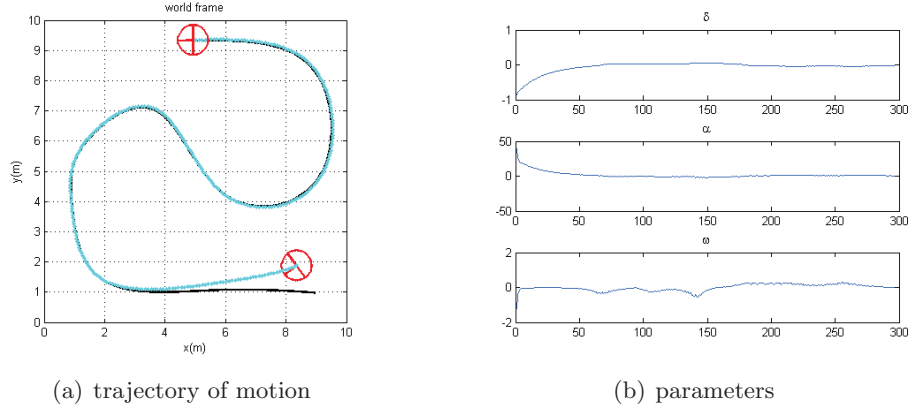 world frame
10
9
8
7
6
5
4
3
2
1
0
y(m)
0 2 4 6 8 10
x(m)
(a) trajectory of motion
δ
1
0
-1
0 50 100 150 200 250 300
α
50
0
-50
0 50 100 150 200 250 300
ω
2
0
-2
0 50 100 150 200 250 300
(b) parameters